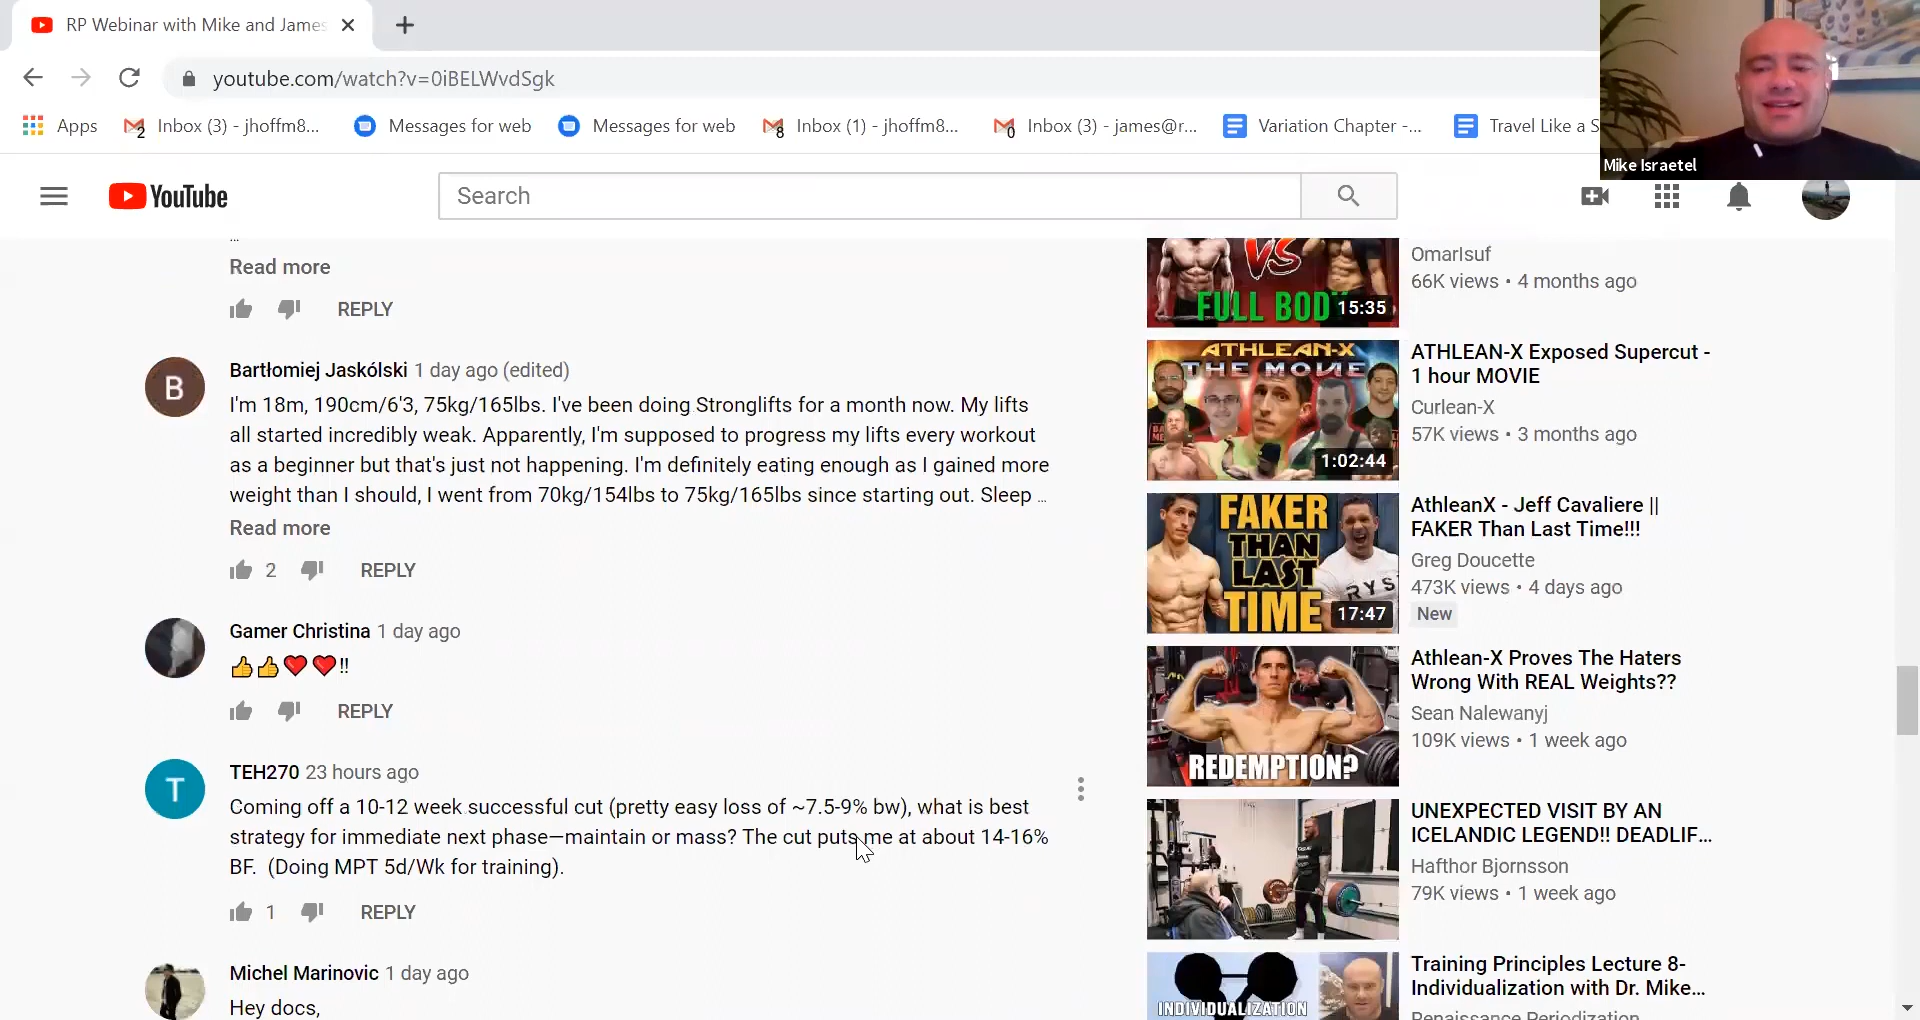 RP Webinar with Mike and James
youtube.com/watch?v=0iBELWvdSgk
Apps
2
Inbox (3) - jhoffm8...
Messages for web
Messages for web
8
Inbox (1) - jhoffm8...
0
Inbox (3) - james@r...
Variation Chapter -...
Travel Like a S
Mike Israetel
YouTube
Search
...
Read more
REPLY
B
Bartłomiej Jaskólski 1 day ago (edited)
I'm 18m, 190cm/6'3, 75kg/165lbs. I've been doing Stronglifts for a month now. My lifts
all started incredibly weak. Apparently, I'm supposed to progress my lifts every workout
as a beginner but that's just not happening. I'm definitely eating enough as I gained more
weight than I should, I went from 70kg/154lbs to 75kg/165lbs since starting out. Sleep ...
Read more
2
REPLY
Gamer Christina 1 day ago
👍👍❤️❤️‼
REPLY
T
TEH270 23 hours ago
Coming off a 10-12 week successful cut (pretty easy loss of ~7.5-9% bw), what is best
strategy for immediate next phase—maintain or mass? The cut puts me at about 14-16%
BF.  (Doing MPT 5d/Wk for training).
1
REPLY
Michel Marinovic 1 day ago
Hey docs,
VS
FULL BODY
15:35
OmarIsuf
66K views • 4 months ago
ATHLEAN-X
THE MOVIE
1:02:44
ATHLEAN-X Exposed Supercut -
1 hour MOVIE
Curlean-X
57K views • 3 months ago
FAKER
THAN
LAST
TIME
RYS
17:47
AthleanX - Jeff Cavaliere ||
FAKER Than Last Time!!!
Greg Doucette
473K views • 4 days ago
New
REDEMPTION?
Athlean-X Proves The Haters
Wrong With REAL Weights??
Sean Nalewanyj
109K views • 1 week ago
UNEXPECTED VISIT BY AN
ICELANDIC LEGEND!! DEADLIF...
Hafthor Bjornsson
79K views • 1 week ago
INDIVIDUALIZATION
Training Principles Lecture 8-
Individualization with Dr. Mike...
Renaissance Periodization